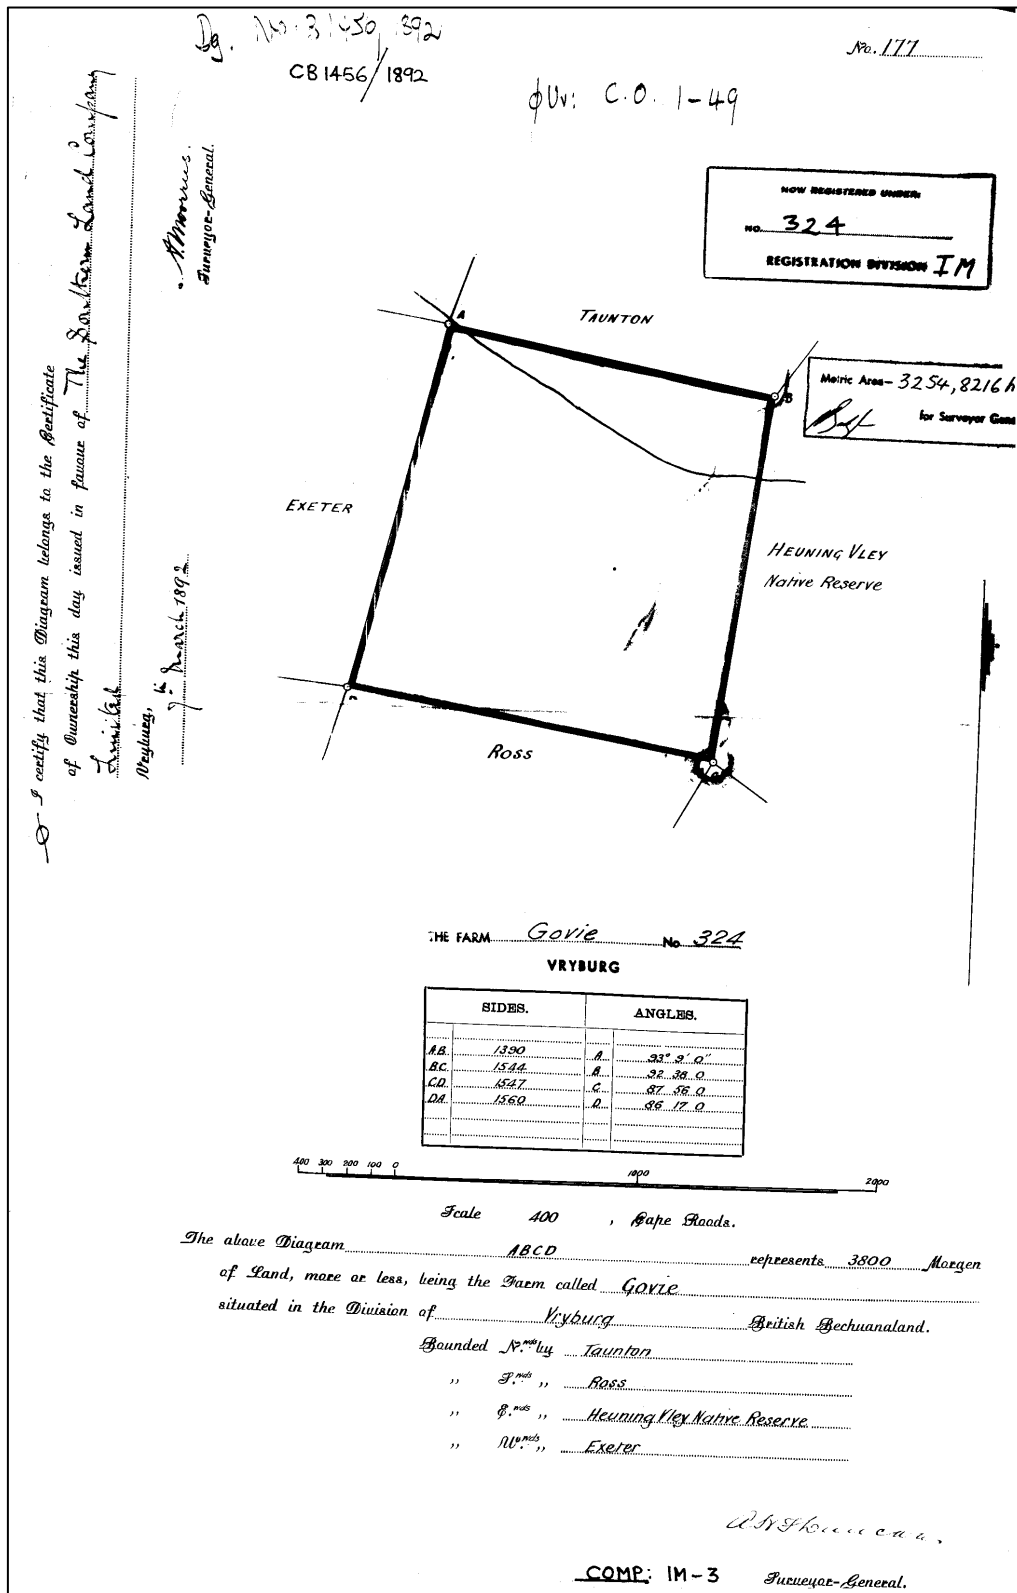 Dg. No. 3 1450, 1892
CB 1456/1892
No. 177
ϕUv: C.O. 1-49
NOW REGISTERED UNDER:
NO. 324
REGISTRATION DIVISION IM
Metric Area- 3254,8216 h
for Surveyor Gene
I certify that this Diagram belongs to the Certificate
of Ownership this day issued in favour of The Southern Land Company
Limited
Vryburg, 7th March 1892
Surveyor-General.
A
TAUNTON
B
EXETER
HEUNING VLEY
Native Reserve
D
ROSS
C
THE FARM Govie No 324
VRYBURG
SIDES. ANGLES.
AB 1390 A 93° 9' 0"
BC 1544 B 92 38 0
CD 1547 C 87 56 0
DA 1560 D 86 17 0
400 300 200 100 0 1000 2000
Scale 400 , Cape Roods.
The above Diagram ABCD represents 3800 Morgen
of Land, more or less, being the Farm called Govie
situated in the Division of Vryburg British Bechuanaland.
Bounded N.wds by Taunton
,, S.wds ,, Ross
,, E.wds ,, Heuning Vley Native Reserve
,, W.wds ,, Exeter
COMP: IM-3 Surveyor-General.